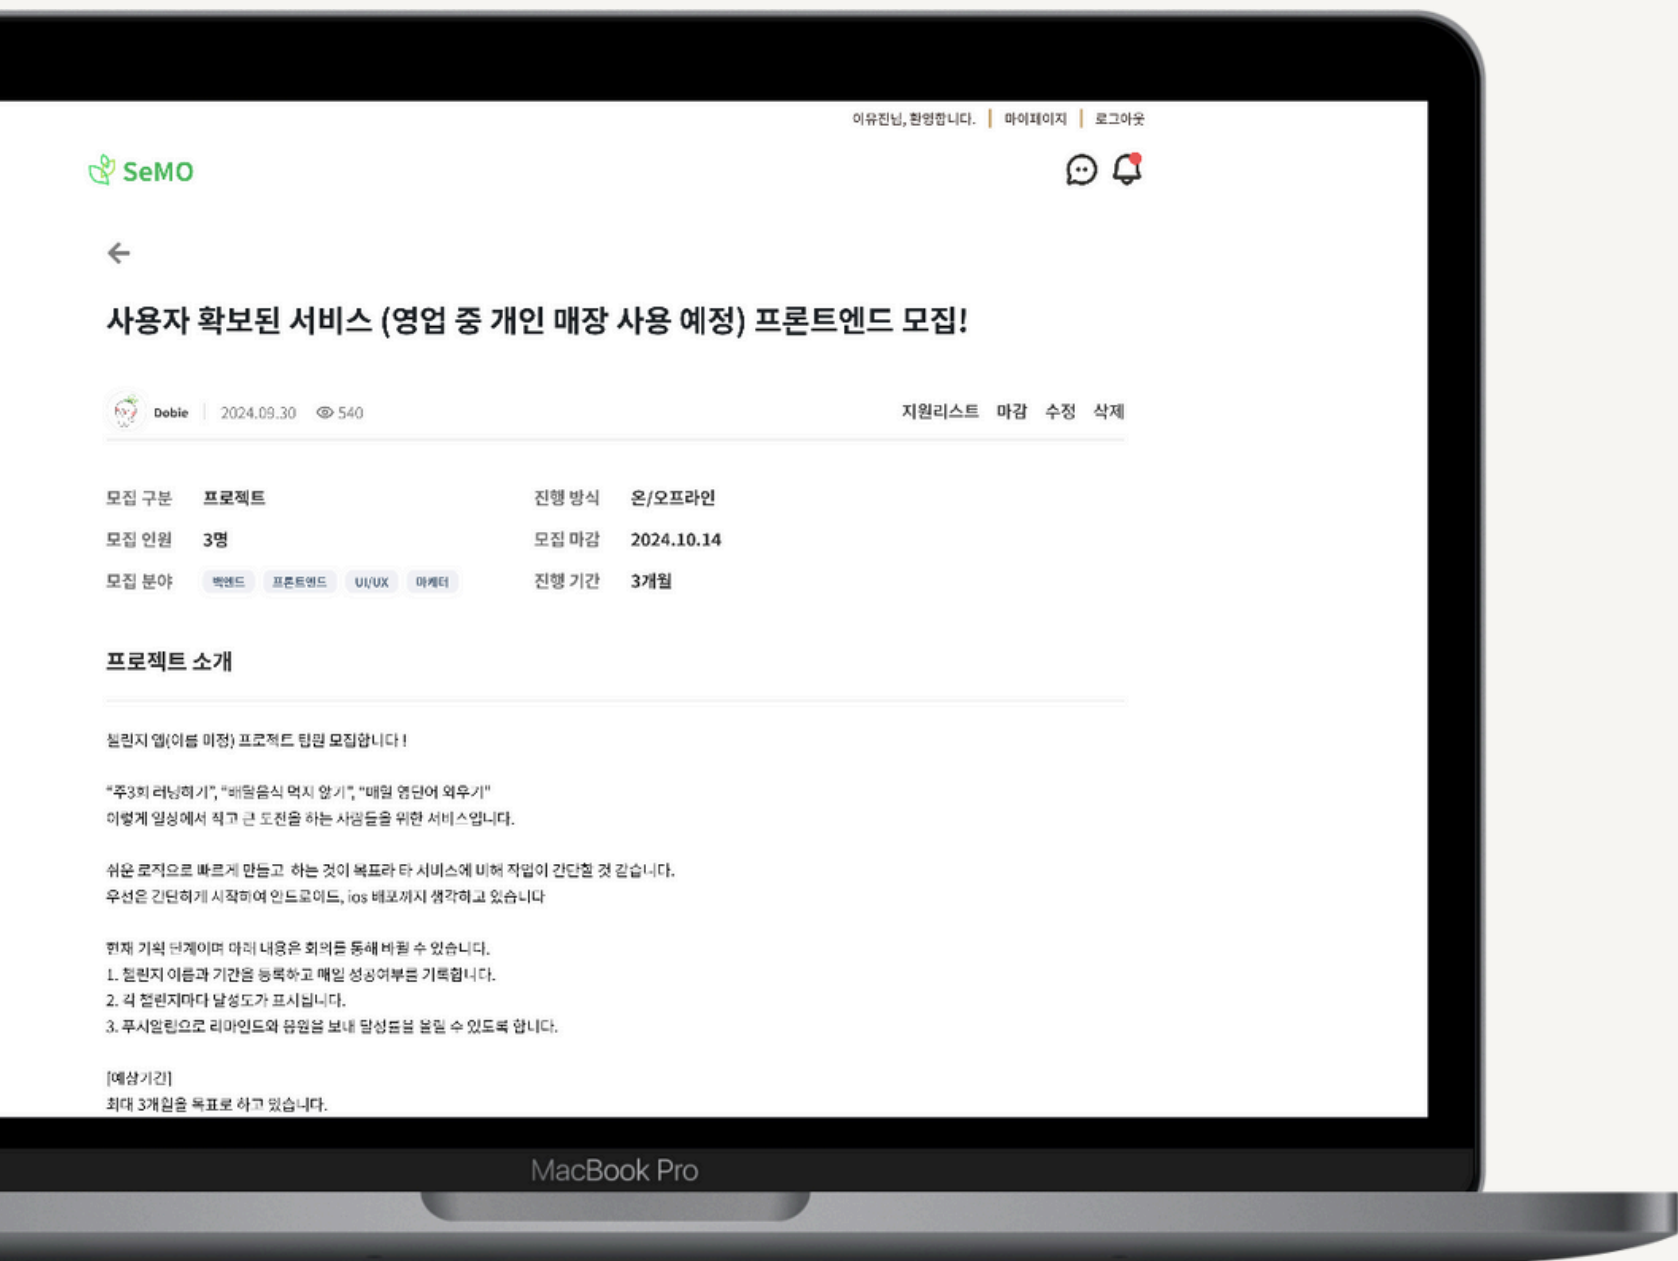 이유진님, 환영합니다. 마이페이지 로그아웃
SeMO
사용자 확보된 서비스 (영업 중 개인 매장 사용 예정) 프론트엔드 모집!
Dobie 2024.09.30 540 지원리스트 마감 수정 삭제
모집 구분 프로젝트 진행 방식 온/오프라인
모집 인원 3명 모집 마감 2024.10.14
모집 분야 백엔드 프론트엔드 UI/UX 마케터 진행 기간 3개월
프로젝트 소개
챌린지 앱(이름 미정) 프로젝트 팀원 모집합니다 !
“주3회 러닝하기”, “배달음식 먹지 않기”, “매일 영단어 외우기”
이렇게 일상에서 작고 큰 도전을 하는 사람들을 위한 서비스입니다.
쉬운 로직으로 빠르게 만들고 하는 것이 목표라 타 서비스에 비해 작업이 간단할 것 같습니다.
우선은 간단하게 시작하여 안드로이드, ios 배포까지 생각하고 있습니다
현재 기획 단계이며 아래 내용은 회의를 통해 바뀔 수 있습니다.
1. 챌린지 이름과 기간을 등록하고 매일 성공여부를 기록합니다.
2. 각 챌린지마다 달성도가 표시됩니다.
3. 푸시알림으로 리마인드와 응원을 보내 달성률을 올릴 수 있도록 합니다.
[예상기간]
최대 3개월을 목표로 하고 있습니다.
MacBook Pro